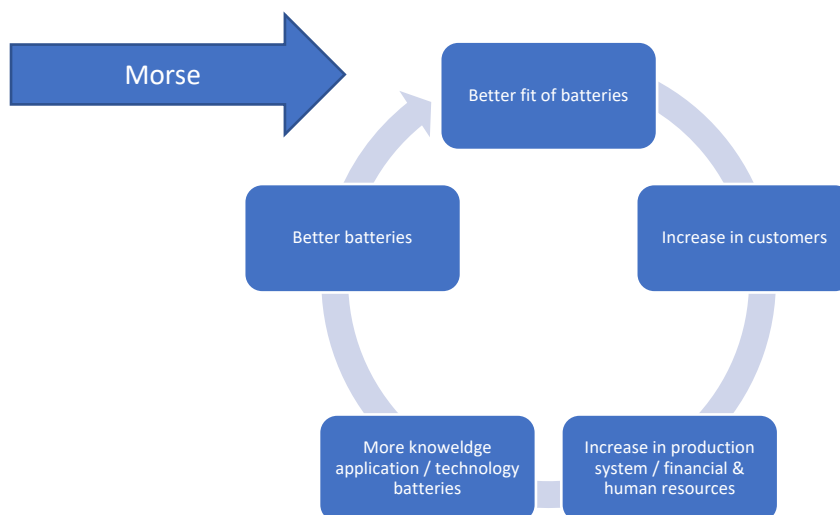 Morse
Better fit of batteries
Better batteries
Increase in customers
More knoweldge
application / technology
batteries
Increase in production
system / financial &
human resources